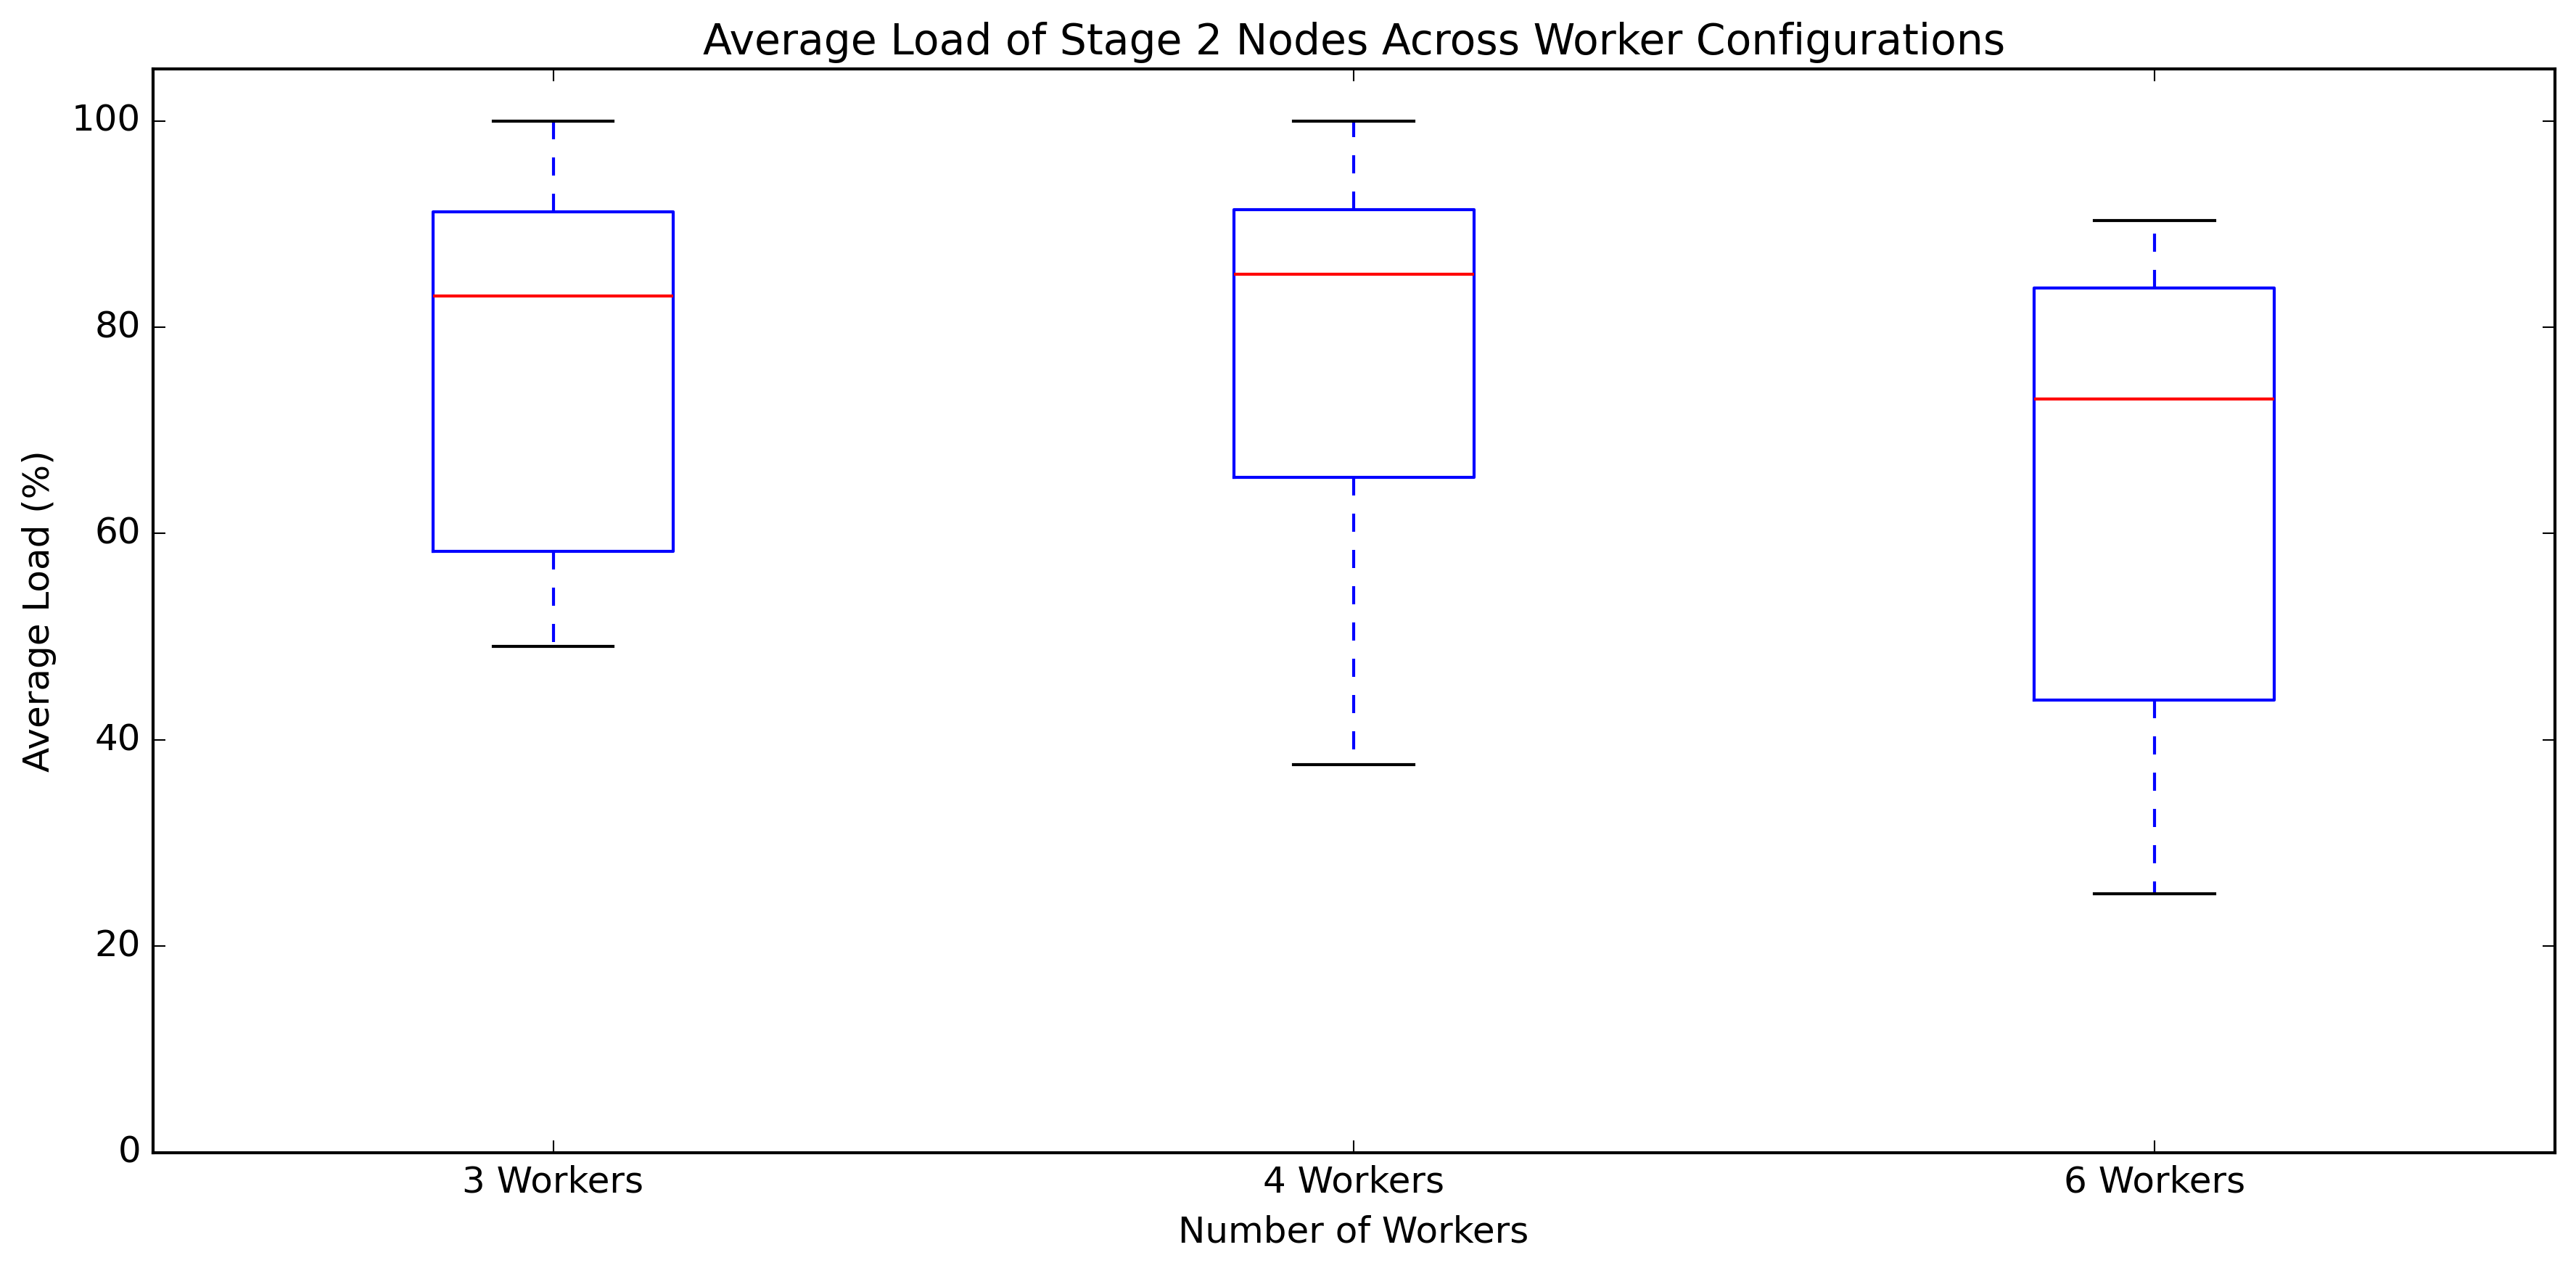 Average Load of Stage 2 Nodes Across Worker Configurations
100
80
60
40
20
0
Average Load (%)
3 Workers
4 Workers
6 Workers
Number of Workers